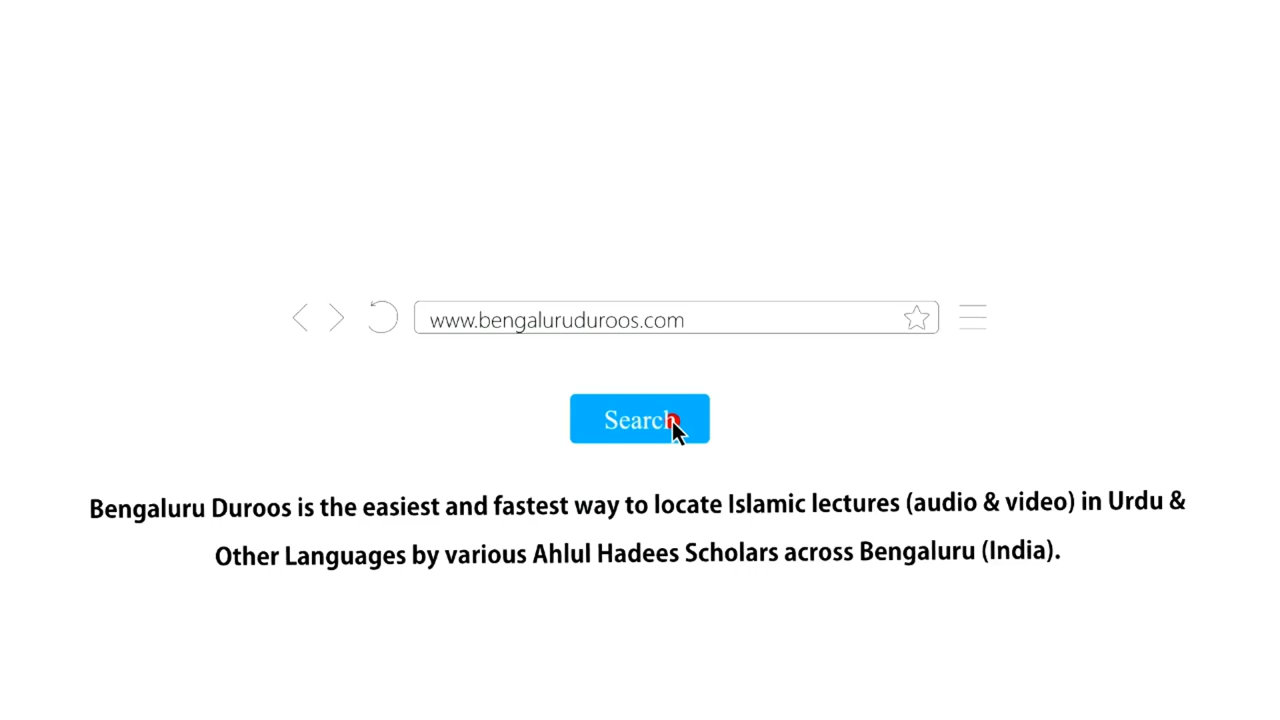 www.bengaluruduroos.com
Search
Bengaluru Duroos is the easiest and fastest way to locate Islamic lectures (audio & video) in Urdu &
Other Languages by various Ahlul Hadees Scholars across Bengaluru (India).